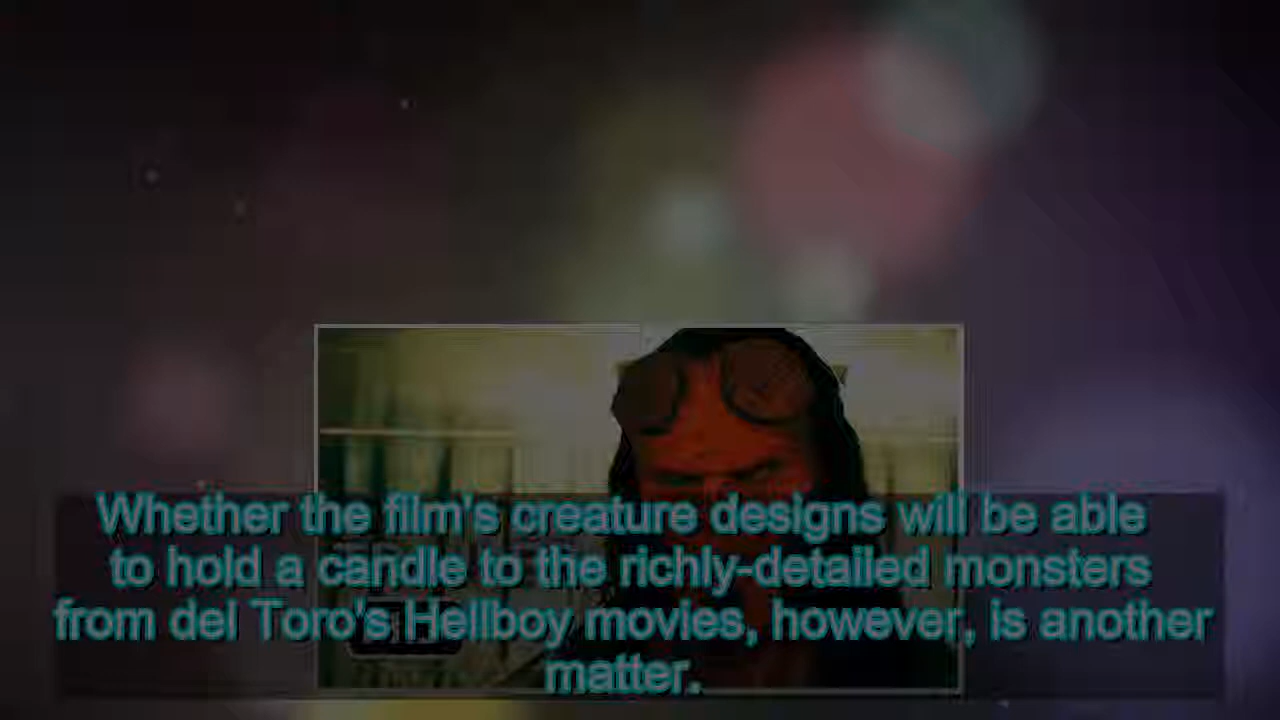 Whether the film's creature designs will be able
to hold a candle to the richly-detailed monsters
from del Toro's Hellboy movies, however, is another
matter.